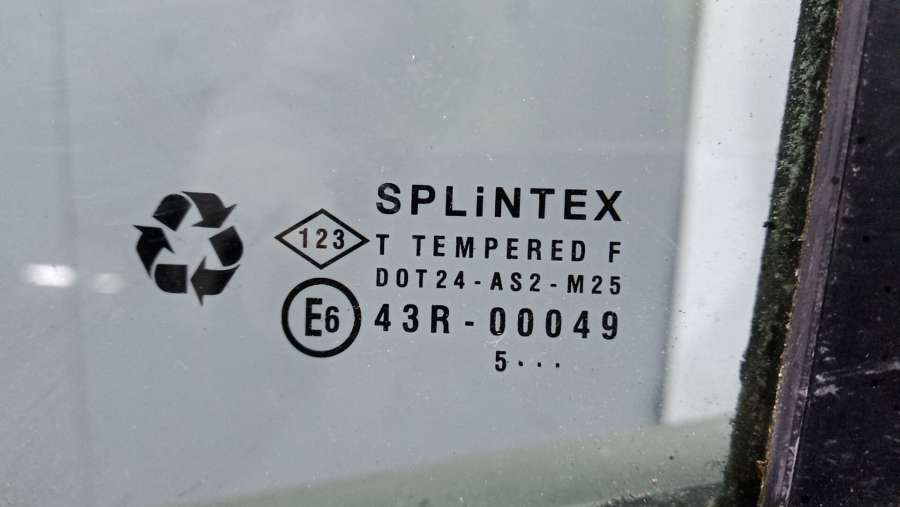 SPLiNTEX
123
T TEMPERED F
DOT24-AS2-M25
E6
43R-00049
5...